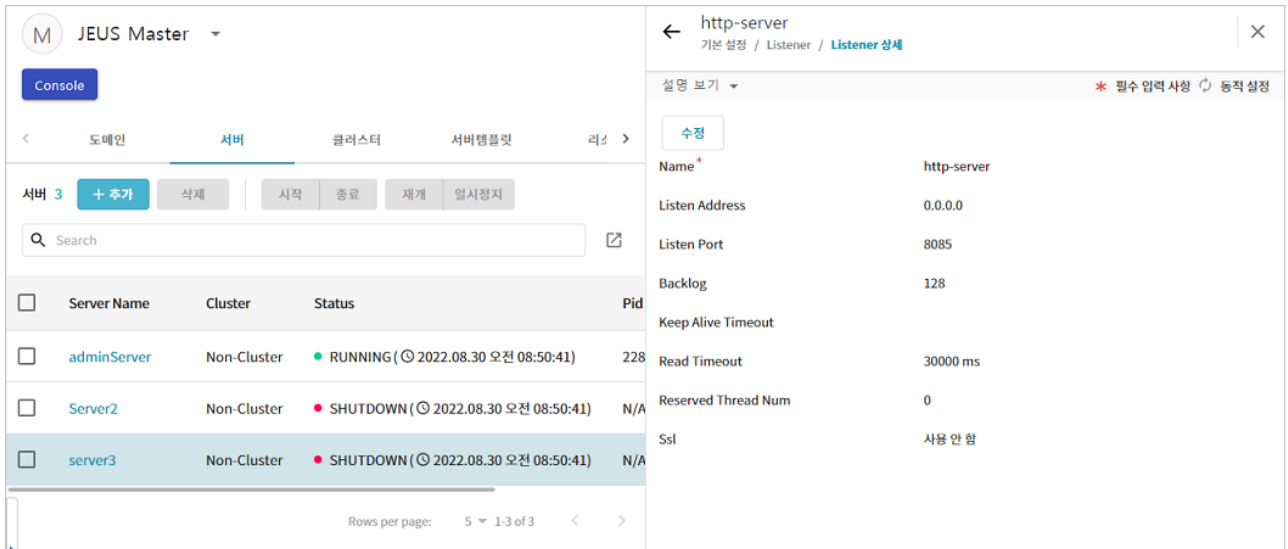 M JEUS Master
Console
도메인 서버 클러스터 서버템플릿
서버 3 + 추가 삭제 시작 종료 재개 일시정지
Search
Server Name Cluster Status Pid
adminServer Non-Cluster RUNNING ( 2022.08.30 오전 08:50:41) 228
Server2 Non-Cluster SHUTDOWN ( 2022.08.30 오전 08:50:41) N/A
server3 Non-Cluster SHUTDOWN ( 2022.08.30 오전 08:50:41) N/A
Rows per page: 5 1-3 of 3
http-server
기본 설정 / Listener / Listener 상세
설명 보기 * 필수 입력 사항 동적 설정
수정
Name* http-server
Listen Address 0.0.0.0
Listen Port 8085
Backlog 128
Keep Alive Timeout
Read Timeout 30000 ms
Reserved Thread Num 0
Ssl 사용 안 함